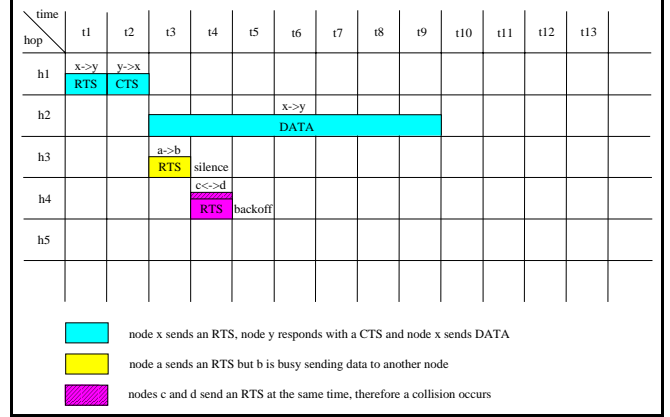 time
hop
t1 t2 t3 t4 t5 t6 t7 t8 t9 t10 t11 t12 t13
h1
x->y y->x
RTS CTS
h2
x->y
DATA
h3
a->b
RTS silence
h4
c<->d
RTS backoff
h5
node x sends an RTS, node y responds with a CTS and node x sends DATA
node a sends an RTS but b is busy sending data to another node
nodes c and d send an RTS at the same time, therefore a collision occurs